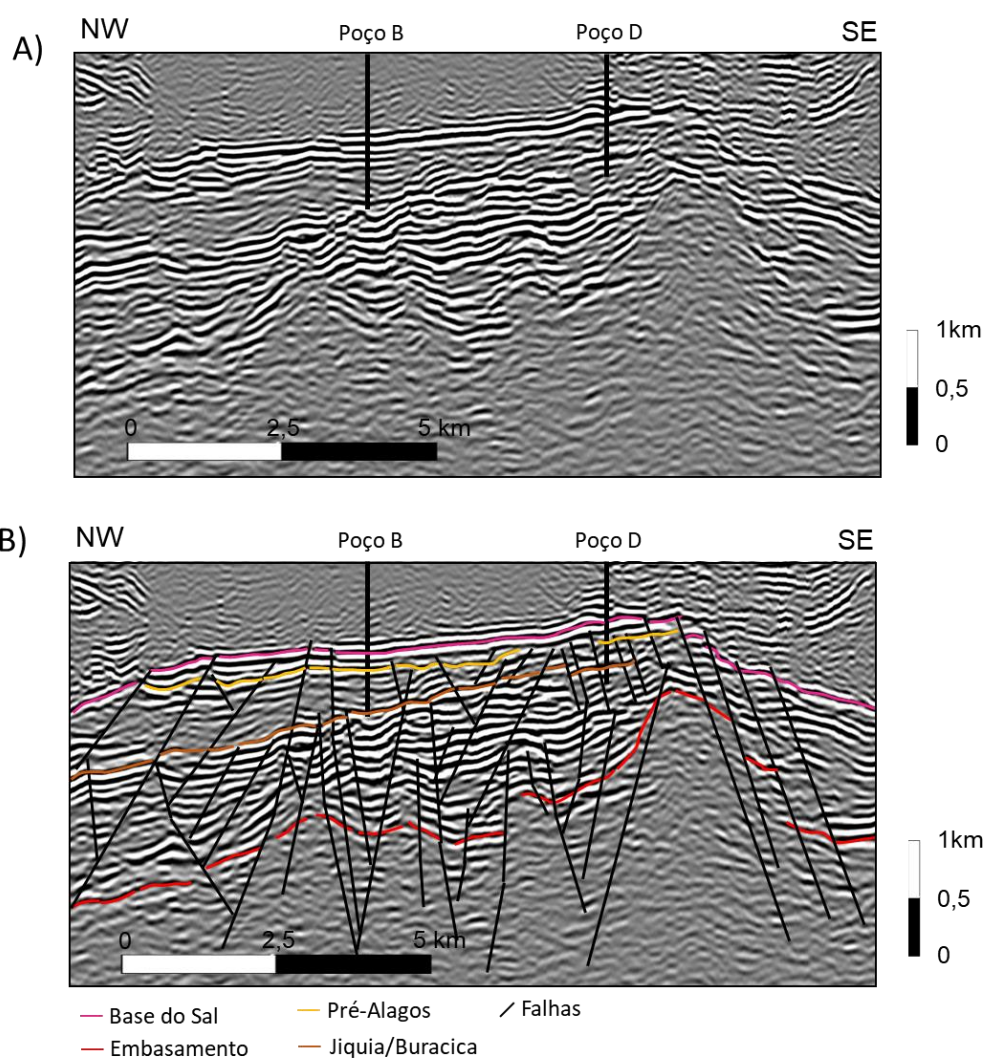 A)
NW
Poço B
Poço D
SE
1km
0,5
0
0
2,5
5 km
B)
NW
Poço B
Poço D
SE
1km
0,5
0
0
2,5
5 km
Base do Sal
Pré-Alagos
Falhas
Embasamento
Jiquia/Buracica